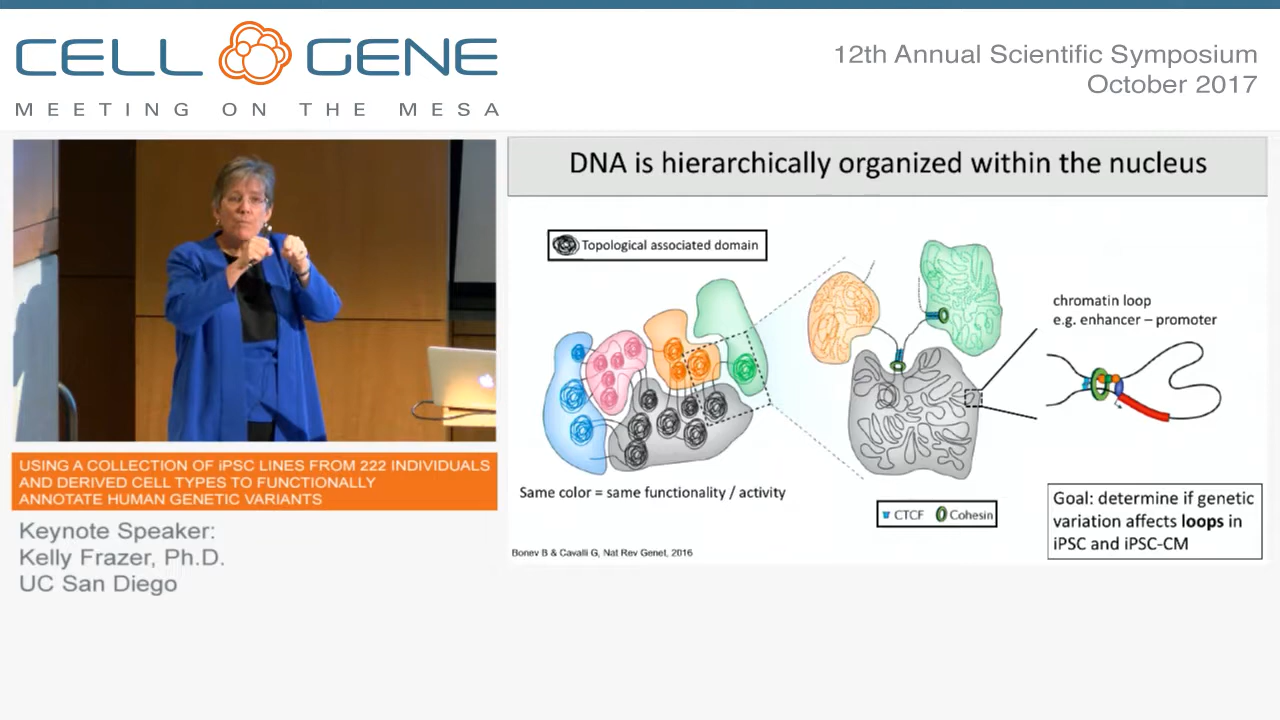 CELL GENE
MEETING ON THE MESA
12th Annual Scientific Symposium
October 2017
DNA is hierarchically organized within the nucleus
Topological associated domain
chromatin loop
e.g. enhancer – promoter
Same color = same functionality / activity
CTCF Cohesin
Goal: determine if genetic
variation affects loops in
iPSC and iPSC-CM
Bonev B & Cavalli G, Nat Rev Genet, 2016
USING A COLLECTION OF iPSC LINES FROM 222 INDIVIDUALS
AND DERIVED CELL TYPES TO FUNCTIONALLY
ANNOTATE HUMAN GENETIC VARIANTS
Keynote Speaker:
Kelly Frazer, Ph.D.
UC San Diego